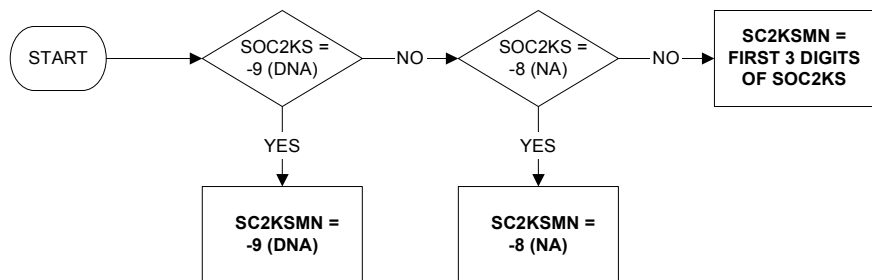 START
SOC2KS =
-9 (DNA)
NO
SOC2KS =
-8 (NA)
NO
SC2KSMN =
FIRST 3 DIGITS
OF SOC2KS
YES
YES
SC2KSMN =
-9 (DNA)
SC2KSMN =
-8 (NA)